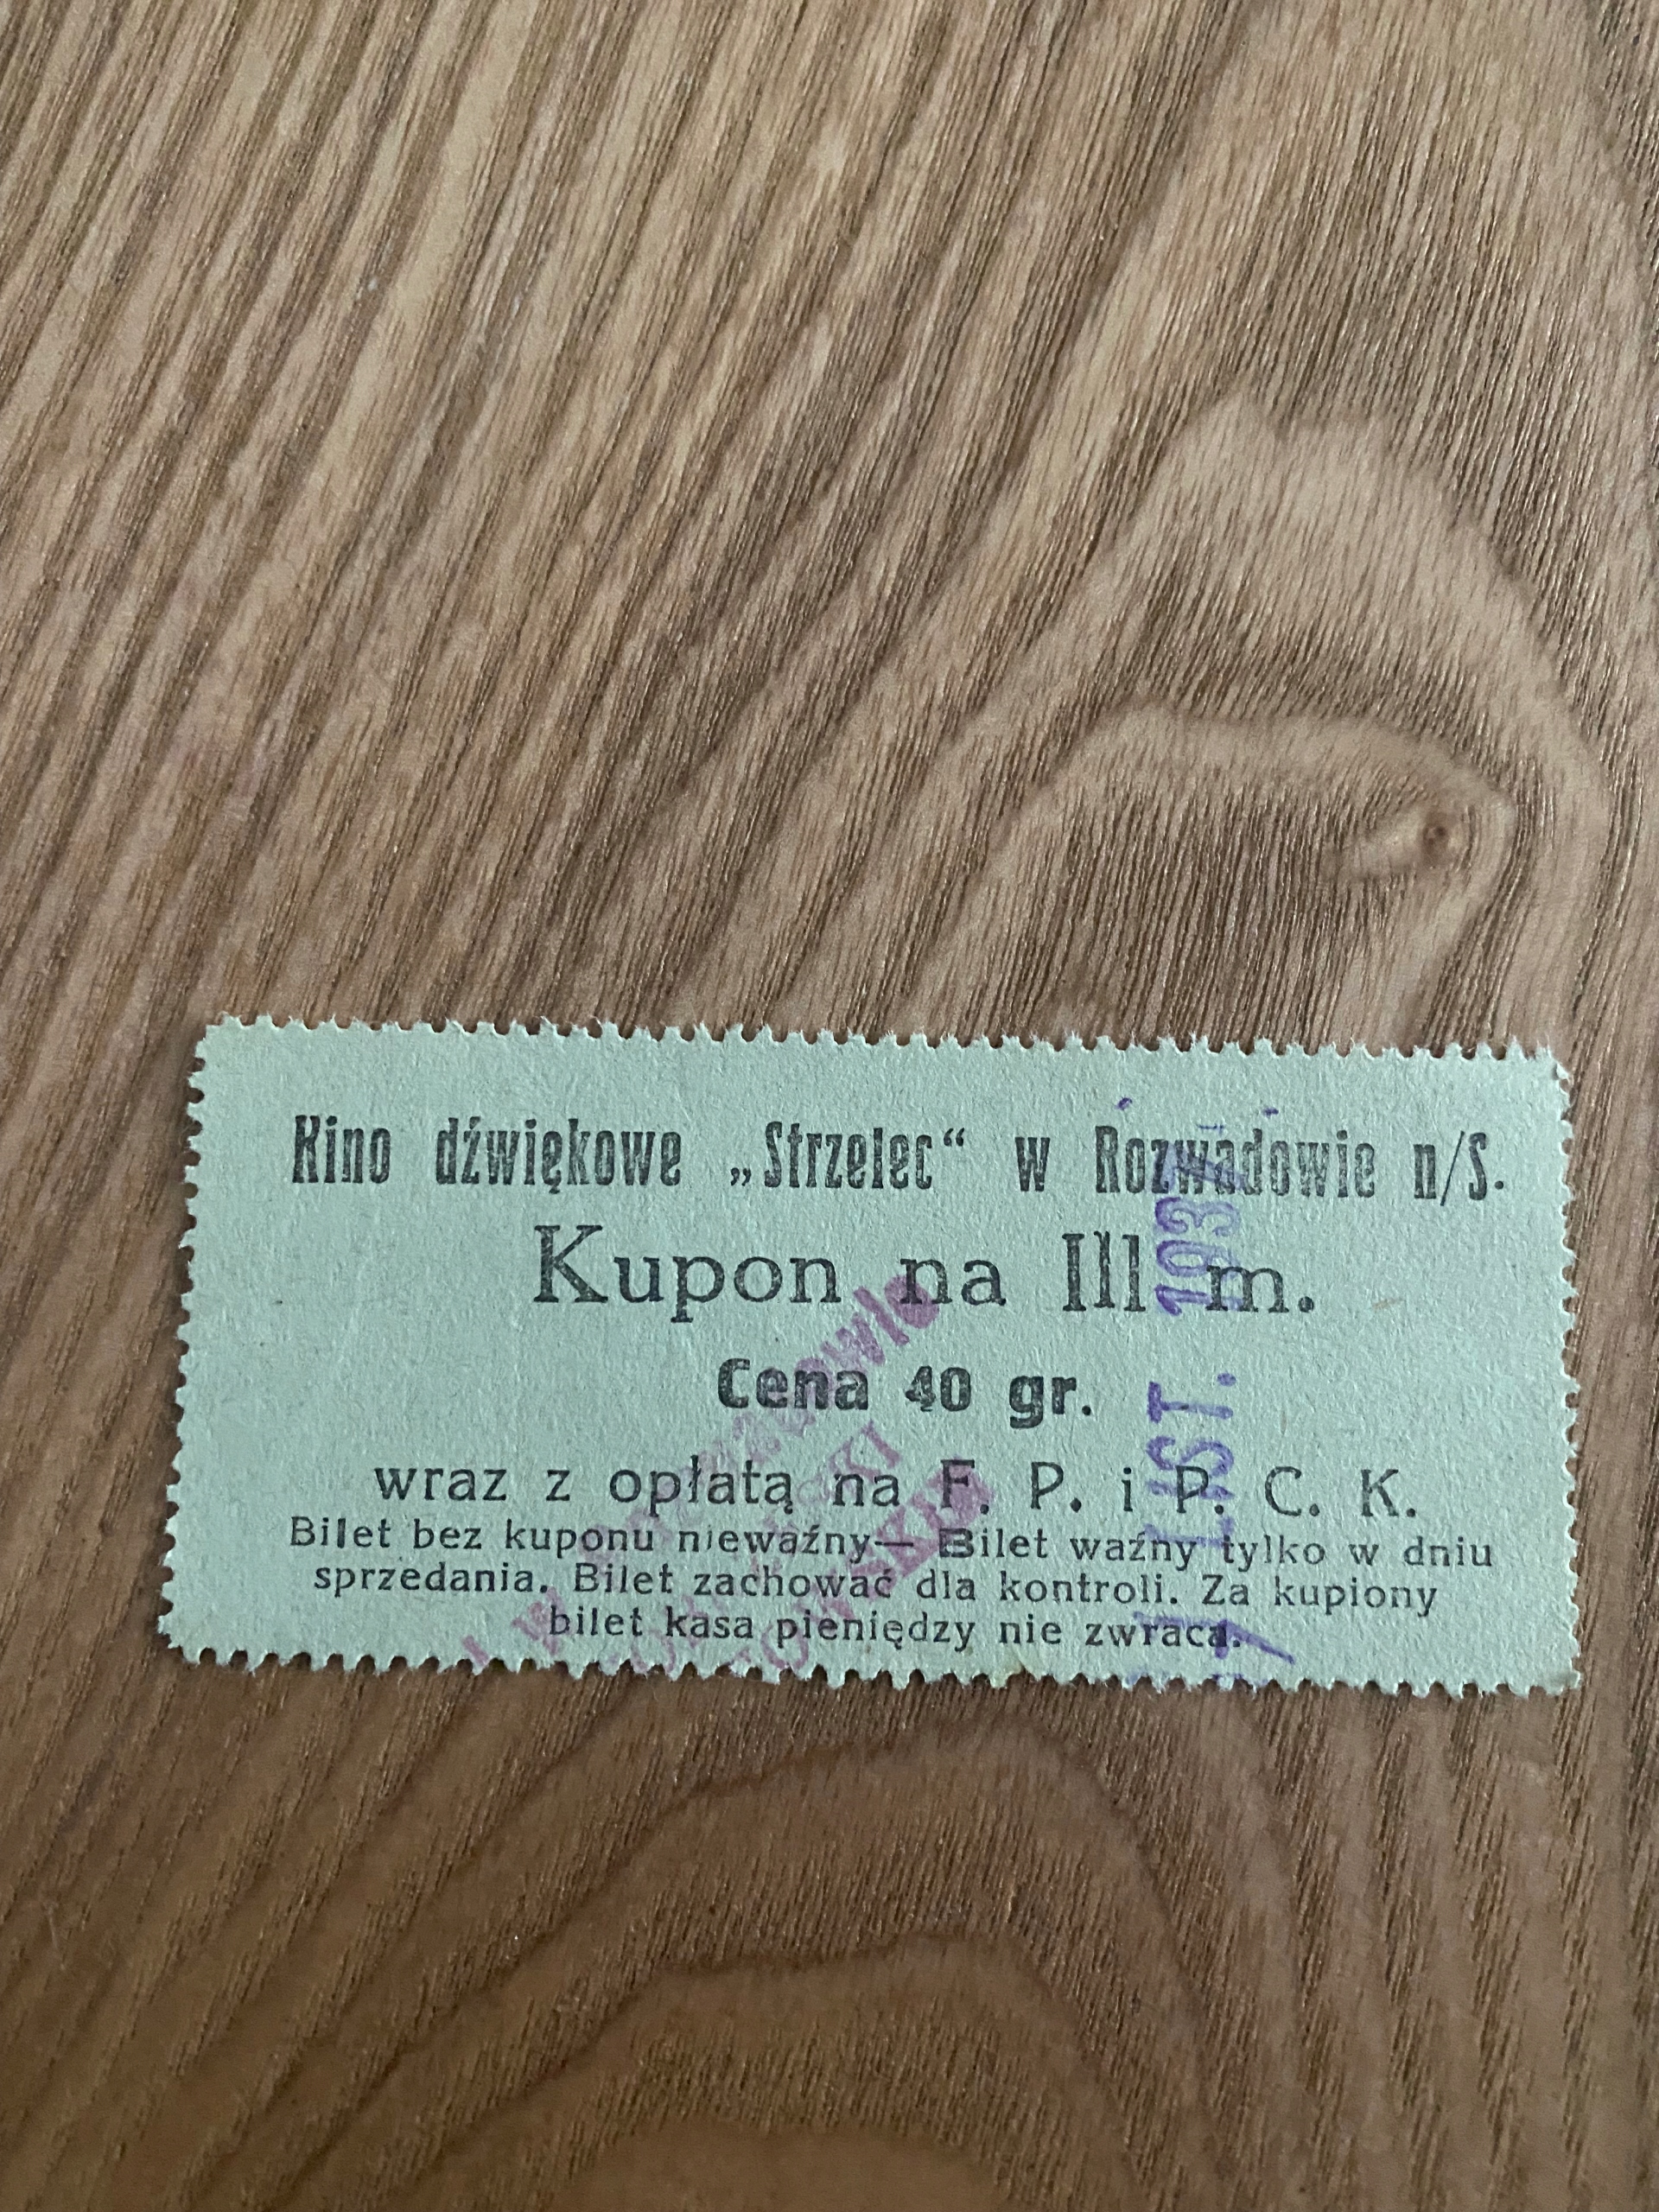 Kino dźwiękowe „Strzelec“ w Rozwadowie n/S.
Kupon na III m.
Cena 40 gr.
wraz z opłatą na F. P. i P. C. K.
Bilet bez kuponu nieważny— Bilet ważny tylko w dniu
sprzedania. Bilet zachować dla kontroli. Za kupiony
bilet kasa pieniędzy nie zwraca.
LIST.